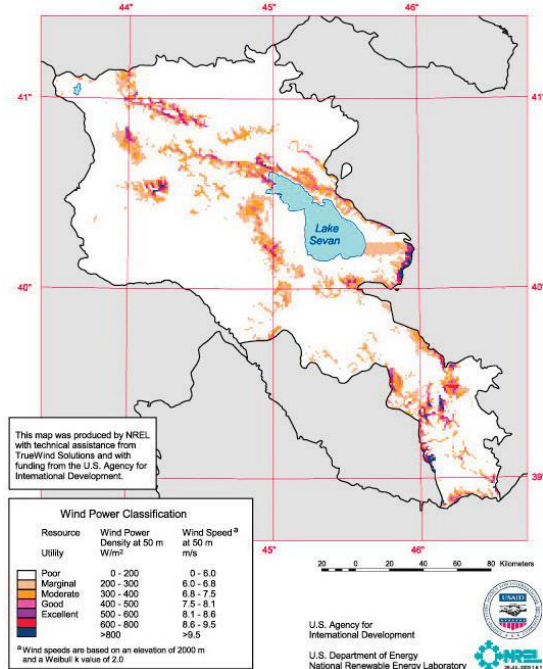 44° 45° 46°
41° 41°
Lake
Sevan
40° 40°
39°
This map was produced by NREL
with technical assistance from
TrueWind Solutions and with
funding from the U.S. Agency for
International Development.
45° 46°
Wind Power Classification
Resource Wind Power Wind Speed a
Density at 50 m at 50 m
Utility W/m² m/s
Poor 0 - 200 0 - 6.0
Marginal 200 - 300 6.0 - 6.8
Moderate 300 - 400 6.8 - 7.5
Good 400 - 500 7.5 - 8.1
Excellent 500 - 600 8.1 - 8.6
600 - 800 8.6 - 9.5
>800 >9.5
a Wind speeds are based on an elevation of 2000 m
and a Weibull k value of 2.0
20 0 20 40 60 80 Kilometers
U.S. Agency for
International Development
USAID
U.S. Department of Energy
National Renewable Energy Laboratory
NREL